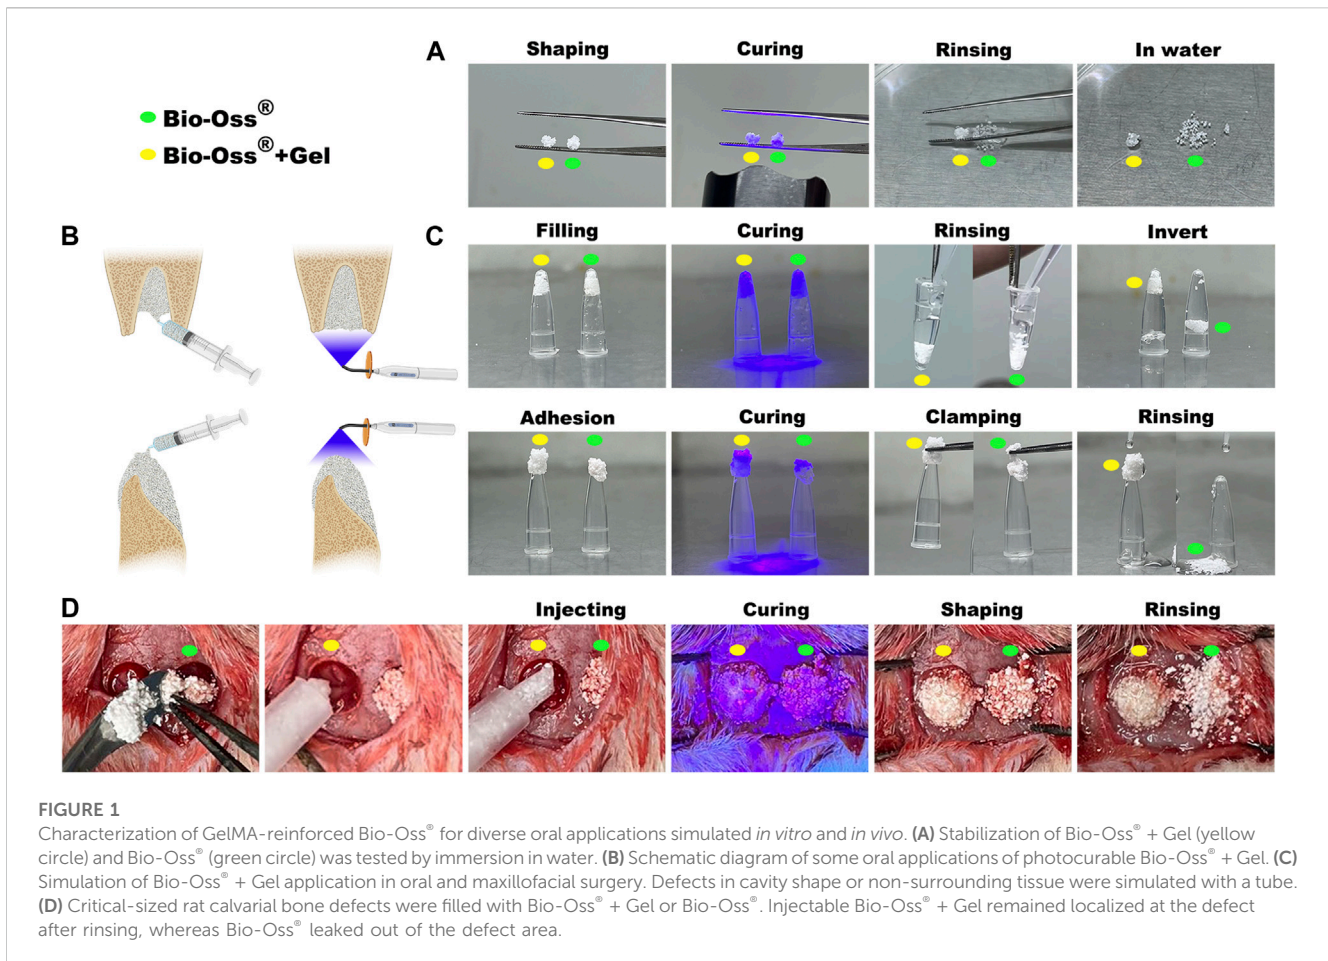 A
Shaping
Curing
Rinsing
In water
Bio-Oss®
Bio-Oss®+Gel
B
C
Filling
Curing
Rinsing
Invert
Adhesion
Curing
Clamping
Rinsing
D
Injecting
Curing
Shaping
Rinsing
FIGURE 1
Characterization of GelMA-reinforced Bio-Oss® for diverse oral applications simulated in vitro and in vivo. (A) Stabilization of Bio-Oss® + Gel (yellow
circle) and Bio-Oss® (green circle) was tested by immersion in water. (B) Schematic diagram of some oral applications of photocurable Bio-Oss® + Gel. (C)
Simulation of Bio-Oss® + Gel application in oral and maxillofacial surgery. Defects in cavity shape or non-surrounding tissue were simulated with a tube.
(D) Critical-sized rat calvarial bone defects were filled with Bio-Oss® + Gel or Bio-Oss®. Injectable Bio-Oss® + Gel remained localized at the defect
after rinsing, whereas Bio-Oss® leaked out of the defect area.